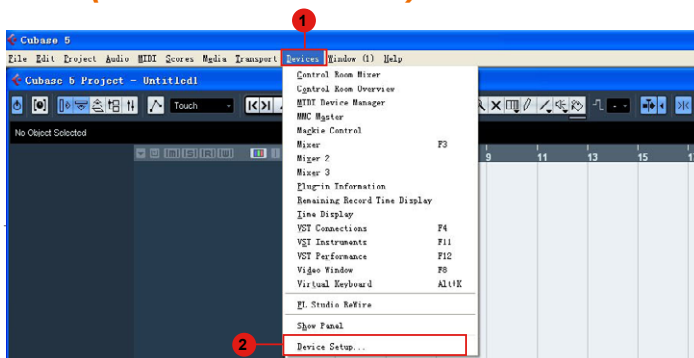 1
Cubase 5
File Edit Project Audio MIDI Scores Media Transport Devices Window (1) Help
Cubase 5 Project - Untitled1
Touch
No Object Selected
9 11 13 15
Control Room Mixer
Control Room Overview
MIDI Device Manager
MMC Master
Mackie Control
Mixer F3
Mixer 2
Mixer 3
Plug-in Information
Remaining Record Time Display
Time Display
VST Connections F4
VST Instruments F11
VST Performance F12
Video Window F8
Virtual Keyboard Alt+K
FL Studio ReWire
Show Panel
2
Device Setup...